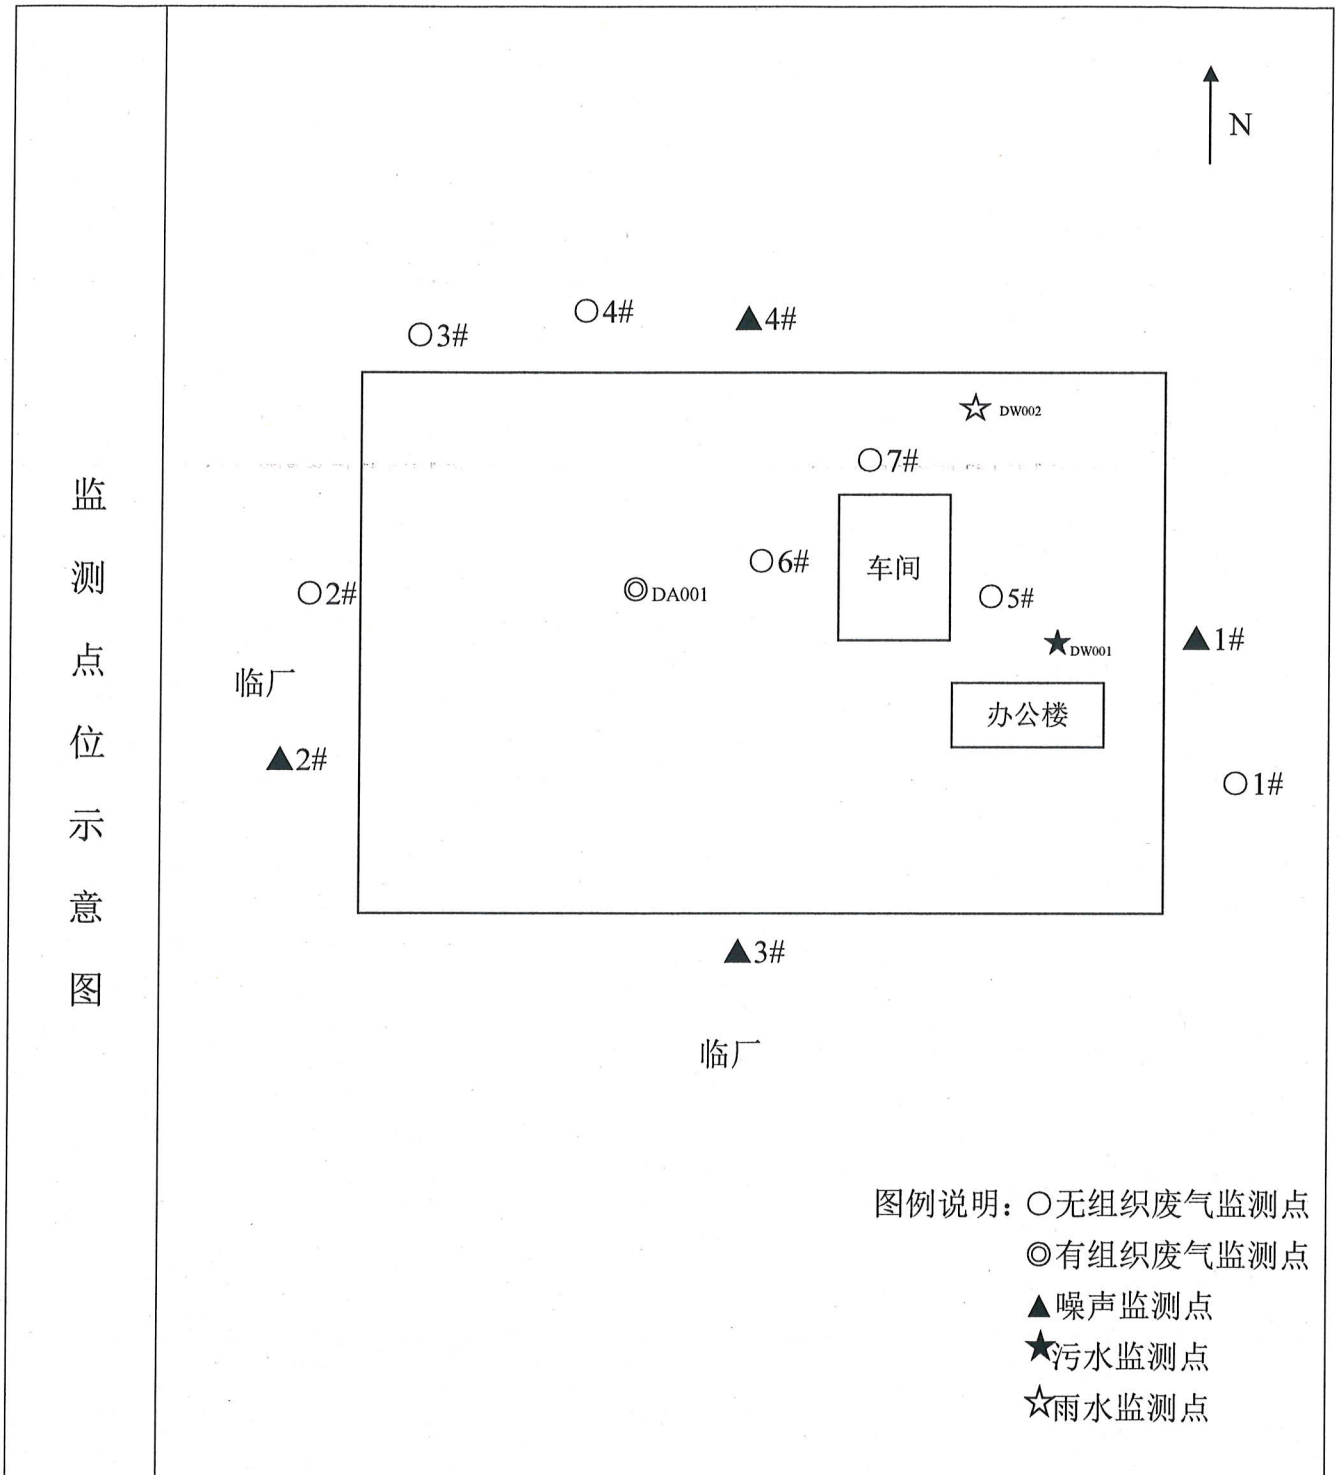 监测点位示意图
N
○4#
▲4#
○3#
☆ DW002
○7#
○6#
车间
○2#
◎DA001
○5#
▲1#
★DW001
临厂
办公楼
▲2#
○1#
▲3#
临厂
图例说明：○无组织废气监测点
◎有组织废气监测点
▲噪声监测点
★污水监测点
☆雨水监测点